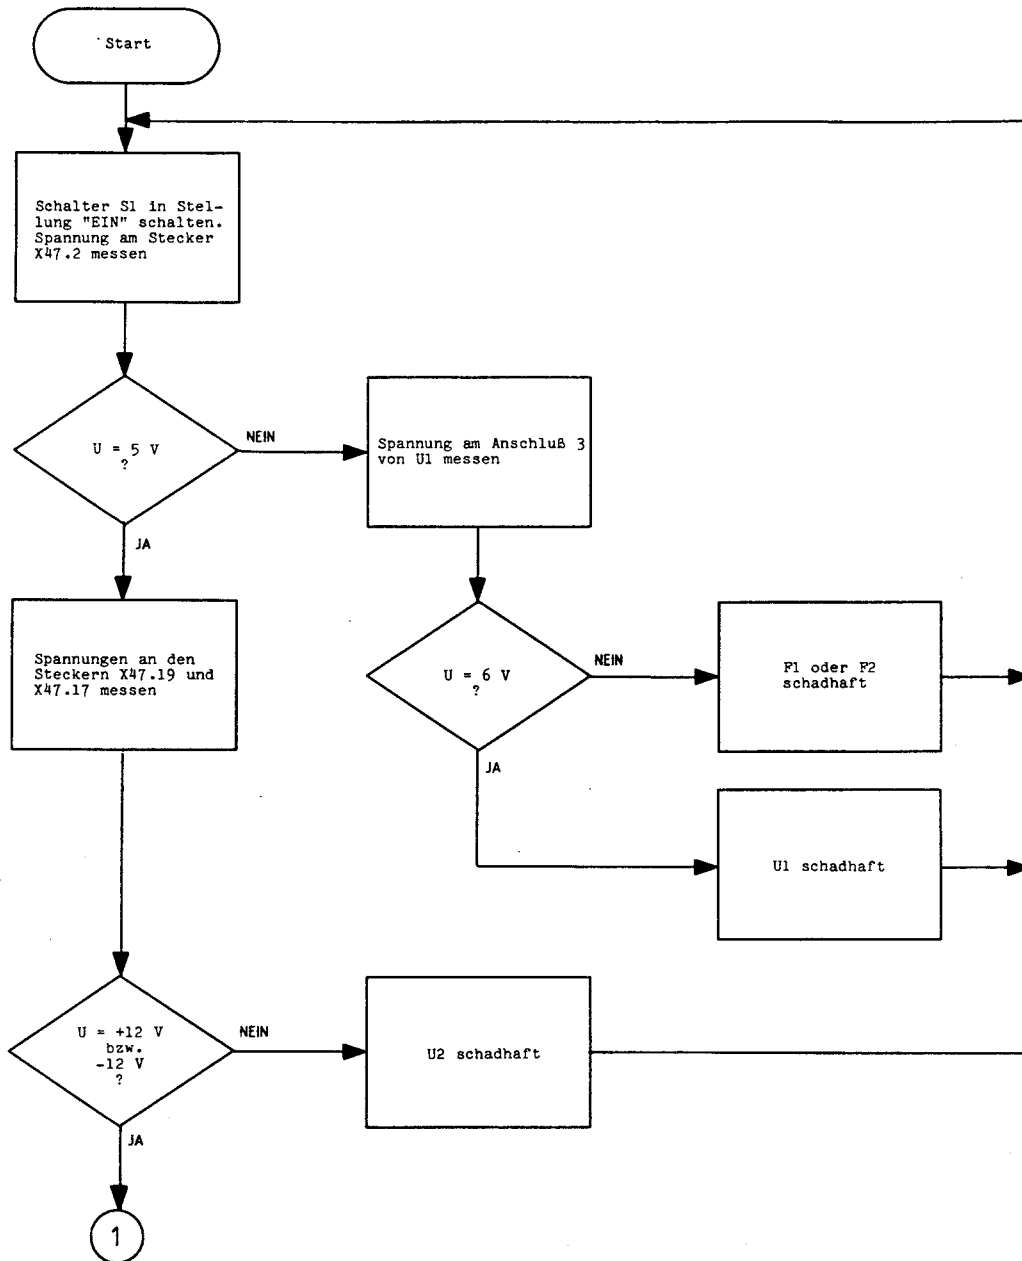 Start
Schalter S1 in Stel-
lung "EIN" schalten.
Spannung am Stecker
X47.2 messen
U = 5 V
?
NEIN
JA
Spannung am Anschluß 3
von U1 messen
Spannungen an den
Steckern X47.19 und
X47.17 messen
U = 6 V
?
NEIN
JA
F1 oder F2
schadhaft
U1 schadhaft
U = +12 V
bzw.
-12 V
?
NEIN
JA
U2 schadhaft
1